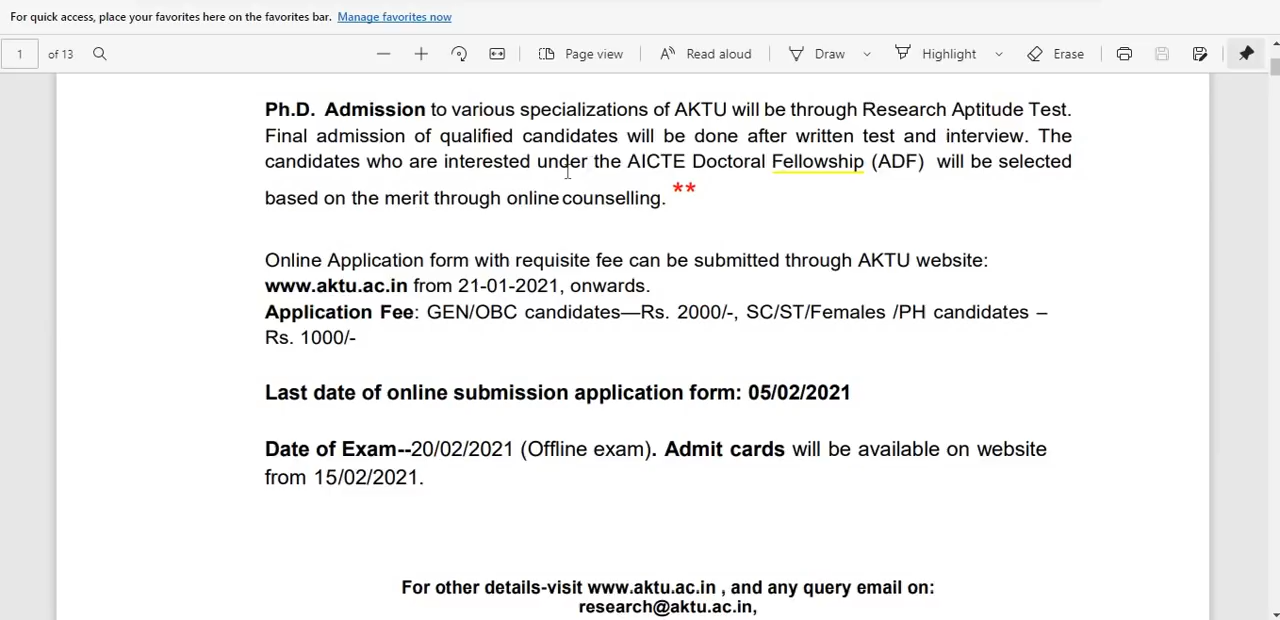 For quick access, place your favorites here on the favorites bar. Manage favorites now
1 of 13 Page view Read aloud Draw Highlight Erase
Ph.D. Admission to various specializations of AKTU will be through Research Aptitude Test.
Final admission of qualified candidates will be done after written test and interview. The
candidates who are interested under the AICTE Doctoral Fellowship (ADF) will be selected
based on the merit through online counselling. **
Online Application form with requisite fee can be submitted through AKTU website:
www.aktu.ac.in from 21-01-2021, onwards.
Application Fee: GEN/OBC candidates—Rs. 2000/-, SC/ST/Females /PH candidates –
Rs. 1000/-
Last date of online submission application form: 05/02/2021
Date of Exam--20/02/2021 (Offline exam). Admit cards will be available on website
from 15/02/2021.
For other details-visit www.aktu.ac.in , and any query email on:
research@aktu.ac.in,